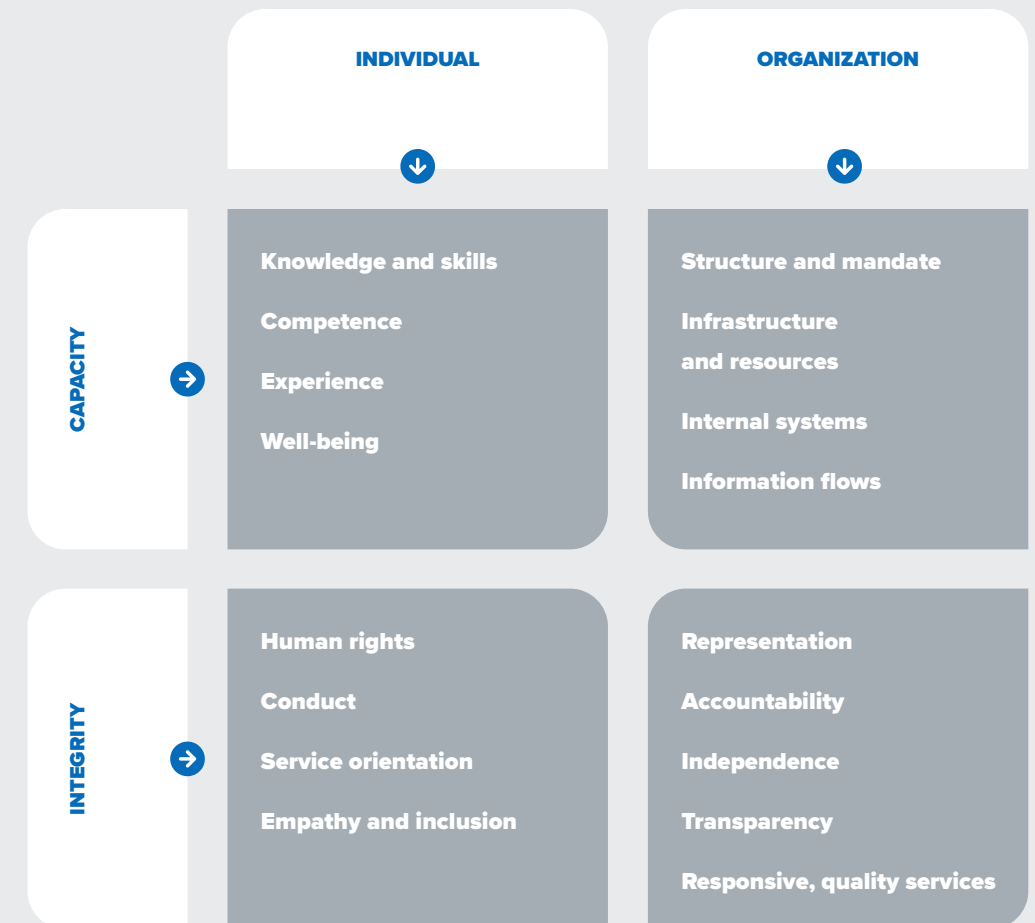 INDIVIDUAL
ORGANIZATION
CAPACITY
Knowledge and skills
Competence
Experience
Well-being
Structure and mandate
Infrastructure
and resources
Internal systems
Information flows
INTEGRITY
Human rights
Conduct
Service orientation
Empathy and inclusion
Representation
Accountability
Independence
Transparency
Responsive, quality services